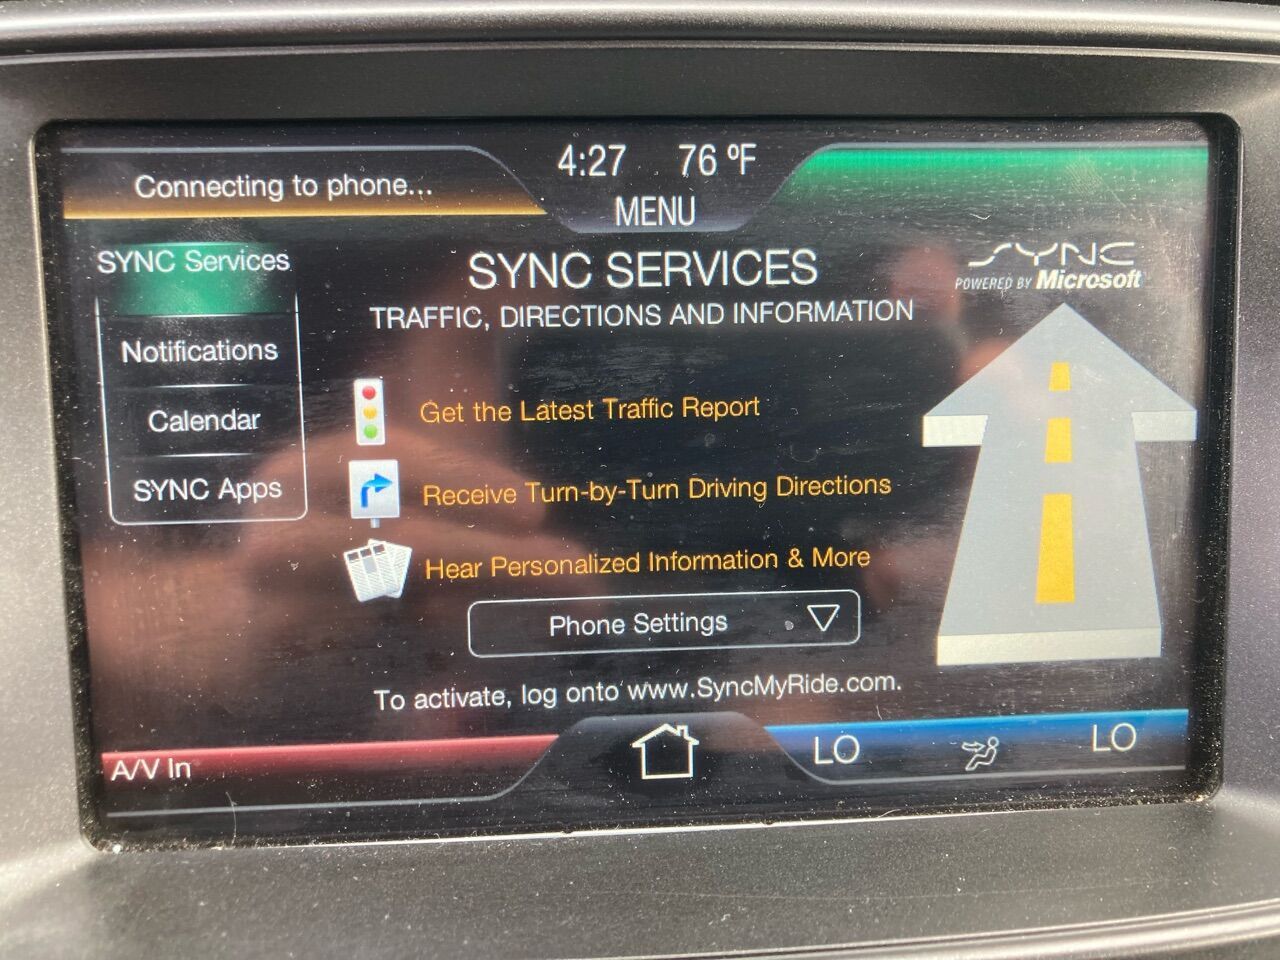 4:27 76 ºF
Connecting to phone...
MENU
SYNC Services
Notifications
Calendar
SYNC Apps
SYNC SERVICES
TRAFFIC, DIRECTIONS AND INFORMATION
SYNC
POWERED BY Microsoft
Get the Latest Traffic Report
Receive Turn-by-Turn Driving Directions
Hear Personalized Information & More
Phone Settings
To activate, log onto www.SyncMyRide.com.
A/V In
LO
LO